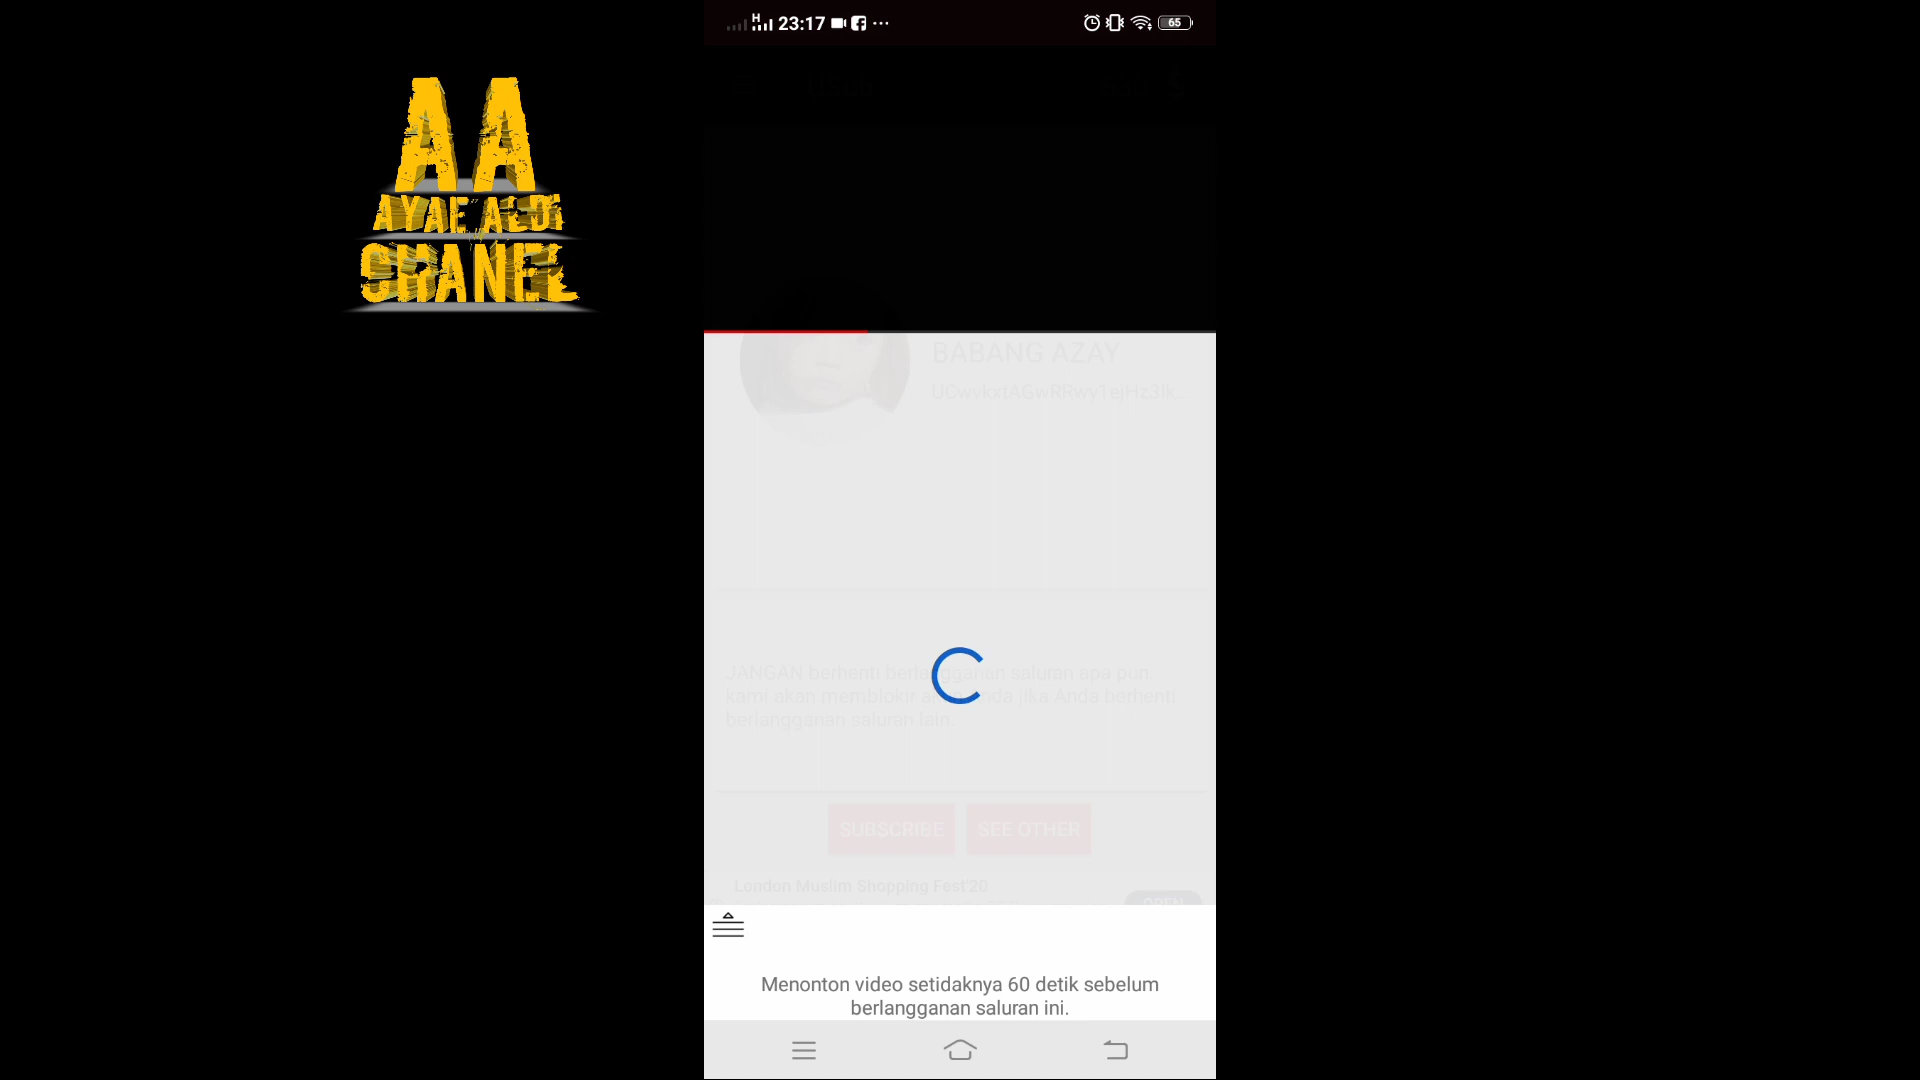 H
23:17
65
AA
AYAE ALDI
CHANEL
BABANG AZAY
JANGAN berhenti berlangganan saluran apa pun
kami akan memblokir akun Anda jika Anda berhenti
berlangganan saluran lain
SUBSCRIBE
SEE OTHER
London Muslim Shopping Fest'20
OPEN
Menonton video setidaknya 60 detik sebelum
berlangganan saluran ini.